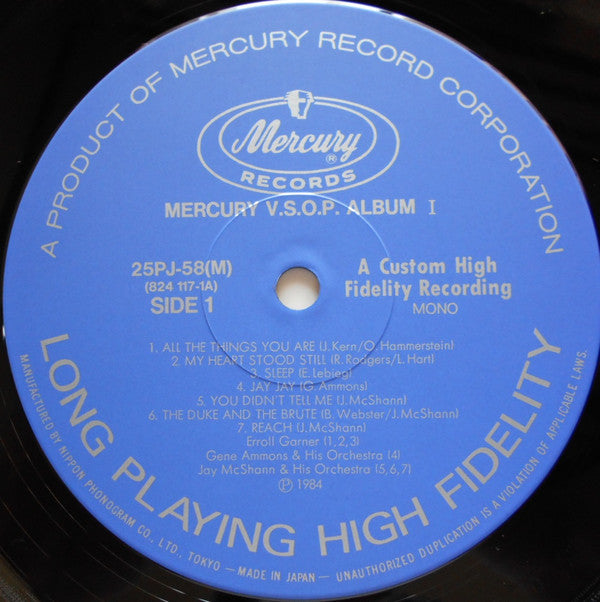 A PRODUCT OF MERCURY RECORD CORPORATION
Mercury
®
RECORDS
MERCURY V.S.O.P. ALBUM I
25PJ-58(M)
(824 117-1A)
SIDE 1
A Custom High
Fidelity Recording
MONO
1. ALL THE THINGS YOU ARE (J. Kern/O. Hammerstein)
2. MY HEART STOOD STILL (R. Rodgers/L. Hart)
3. SLEEP (E. Lebieg)
4. JAY JAY (G. Ammons)
5. YOU DIDN'T TELL ME (J. McShann)
6. THE DUKE AND THE BRUTE (B. Webster/J. McShann)
7. REACH (J. McShann)
Erroll Garner (1,2,3)
Gene Ammons & His Orchestra (4)
Jay McShann & His Orchestra (5,6,7)
Ⓟ 1984
LONG PLAYING HIGH FIDELITY
MANUFACTURED BY NIPPON PHONOGRAM CO., LTD. TOKYO — MADE IN JAPAN — UNAUTHORIZED DUPLICATION IS A VIOLATION OF APPLICABLE LAWS.